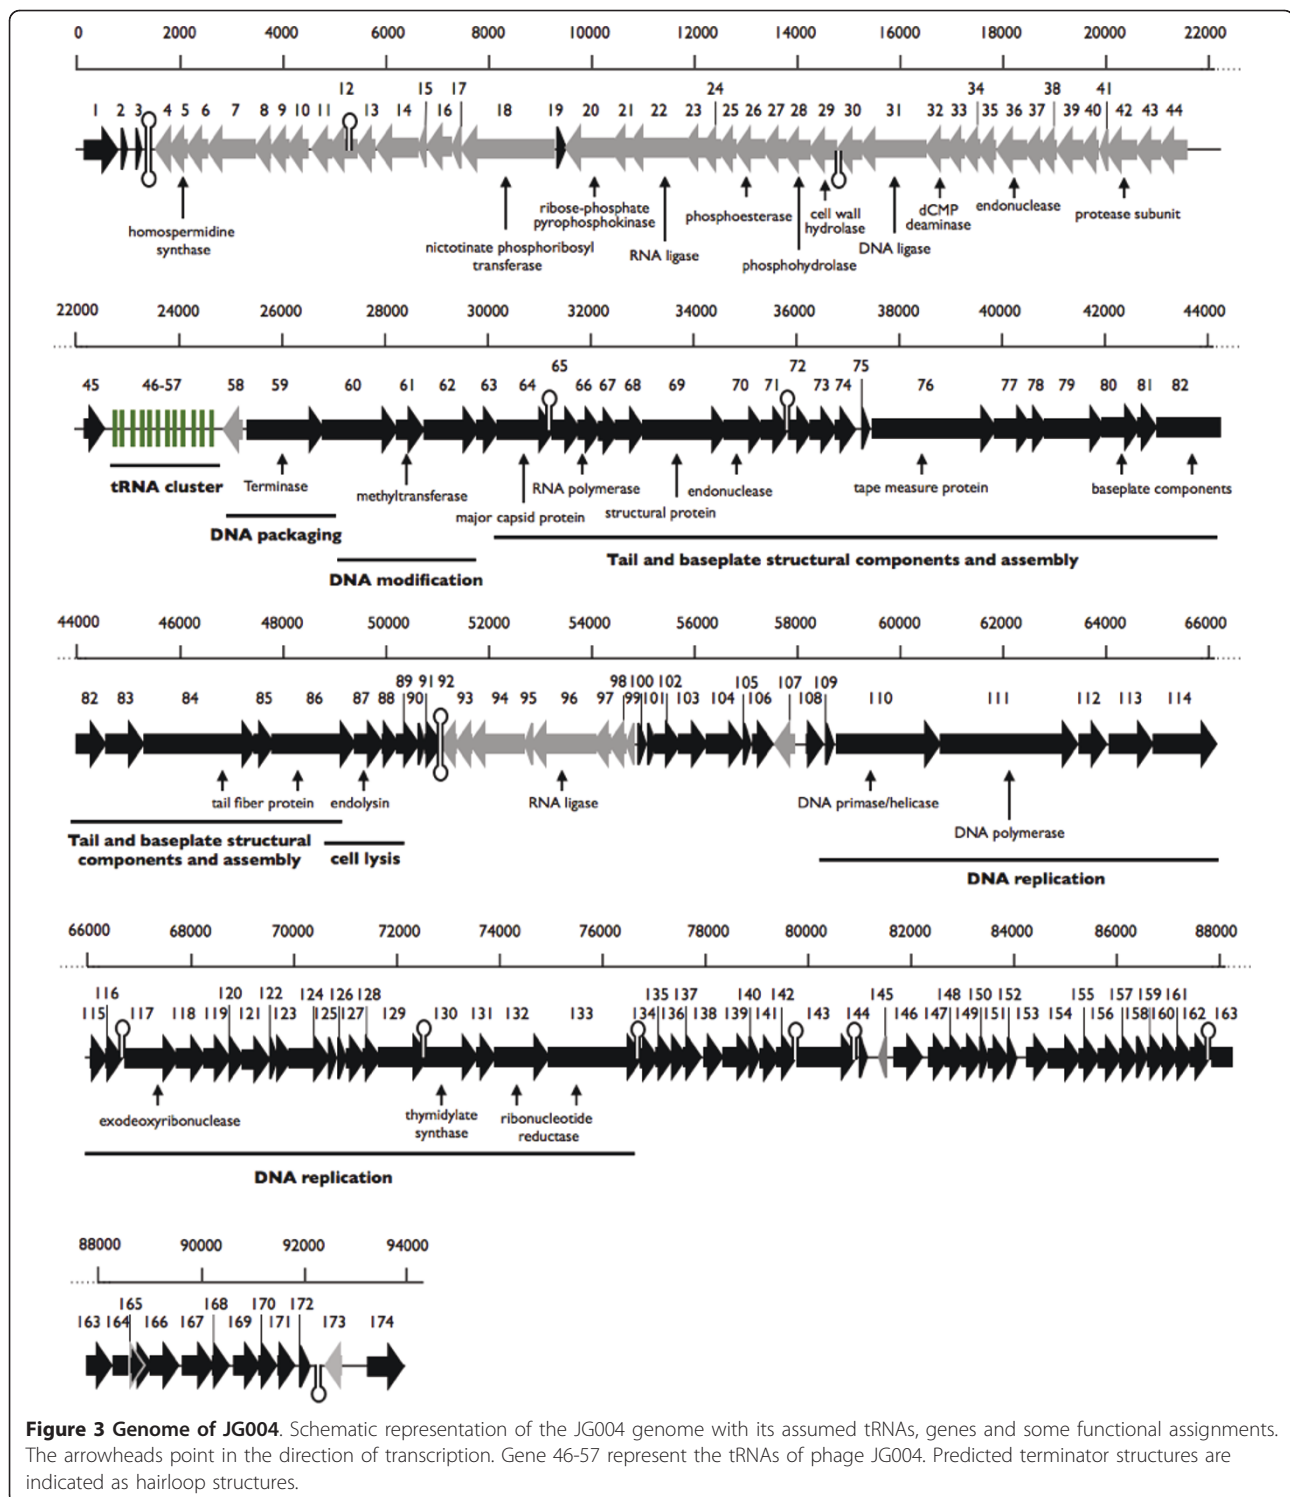 0 2000 4000 6000 8000 10000 12000 14000 16000 18000 20000 22000
12 15 17 24 34 38 41
1 2 3 4 5 6 7 8 9 10 11 13 14 16 18 19 20 21 22 23 25 26 27 28 29 30 31 32 33 35 36 37 39 40 42 43 44
homospermidine
synthase
nictotinate phosphoribosyl
transferase
ribose-phosphate
pyrophosphokinase
RNA ligase
phosphoesterase
phosphohydrolase
cell wall
hydrolase
DNA ligase
dCMP
deaminase
endonuclease
protease subunit
22000 24000 26000 28000 30000 32000 34000 36000 38000 40000 42000 44000
65 72 75
45 46-57 58 59 60 61 62 63 64 66 67 68 69 70 71 73 74 76 77 78 79 80 81 82
tRNA cluster
Terminase
DNA packaging
methyltransferase
DNA modification
major capsid protein
RNA polymerase
structural protein
endonuclease
tape measure protein
baseplate components
Tail and baseplate structural components and assembly
44000 46000 48000 50000 52000 54000 56000 58000 60000 62000 64000 66000
89 91 92 98 100 102 105 107 109
82 83 84 85 86 87 88 90 93 94 95 96 97 99 101 103 104 106 108 110 111 112 113 114
tail fiber protein
endolysin
RNA ligase
DNA primase/helicase
DNA polymerase
Tail and baseplate structural
components and assembly
cell lysis
DNA replication
66000 68000 70000 72000 74000 76000 78000 80000 82000 84000 86000 88000
116 120 122 124 126 128 135 137 140 142 145 148 150 152 155 157 159 161
115 117 118 119 121 123 125 127 129 130 131 132 133 134 136 138 139 141 143 144 146 147 149 151 153 154 156 158 160 162 163
exodeoxyribonuclease
thymidylate
synthase
ribonucleotide
reductase
DNA replication
88000 90000 92000 94000
165 168 170 172
163 164 166 167 169 171 173 174
Figure 3 Genome of JG004. Schematic representation of the JG004 genome with its assumed tRNAs, genes and some functional assignments.
The arrowheads point in the direction of transcription. Gene 46-57 represent the tRNAs of phage JG004. Predicted terminator structures are
indicated as hairloop structures.